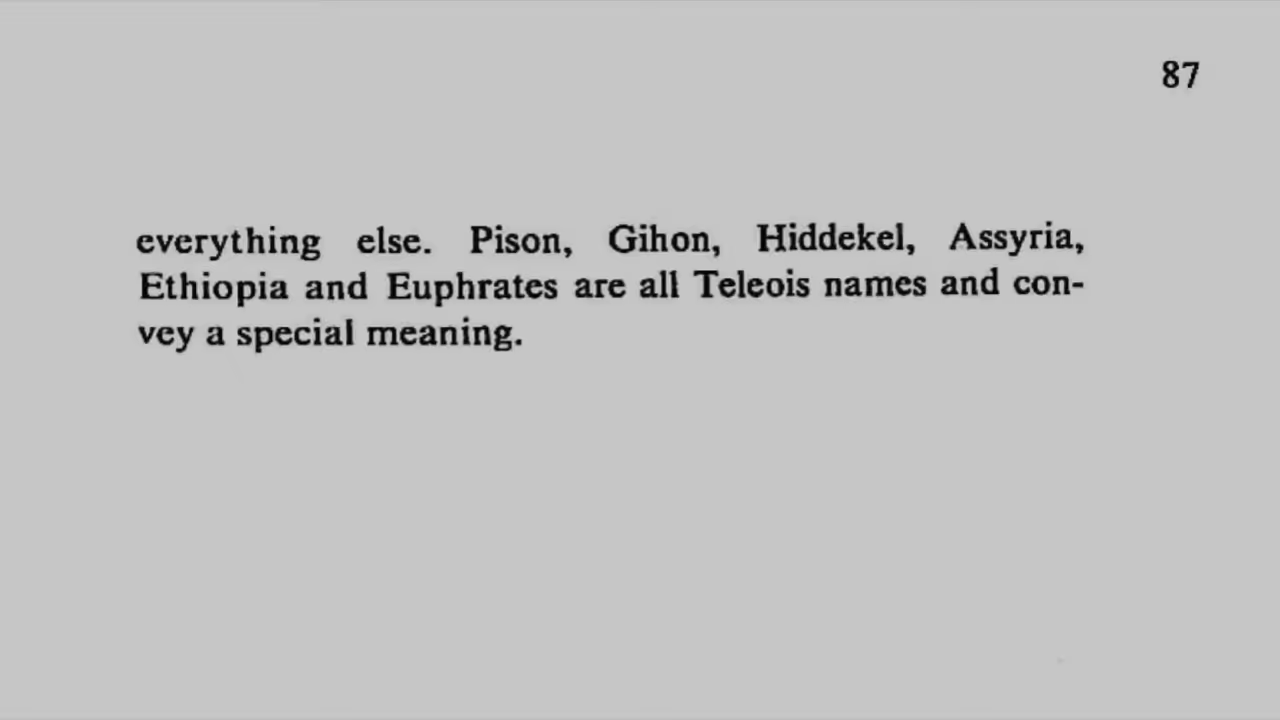 87
everything else. Pison, Gihon, Hiddekel, Assyria,
Ethiopia and Euphrates are all Teleois names and con-
vey a special meaning.